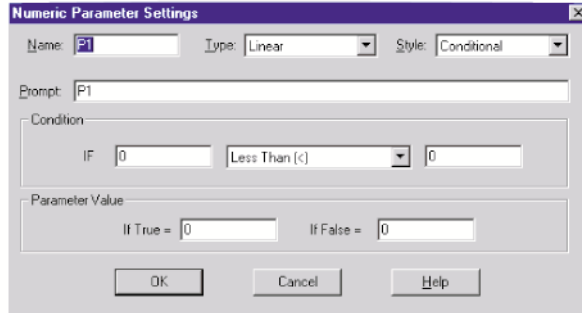 Numeric Parameter Settings
Name: P1 Type: Linear Style: Conditional
Prompt: P1
Condition
IF 0 Less Than (<) 0
Parameter Value
If True = 0 If False = 0
OK Cancel Help